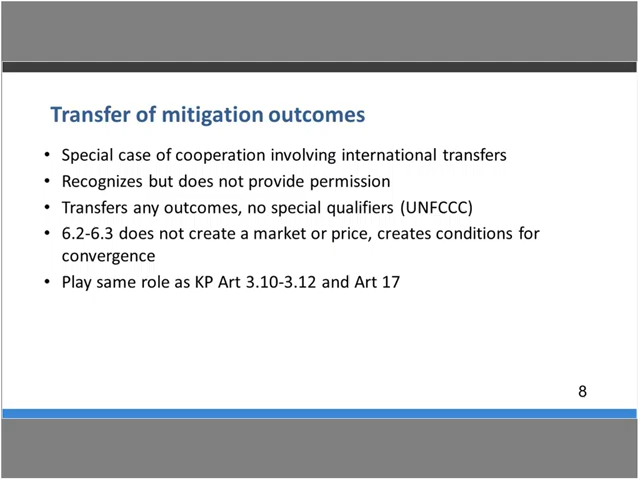 Transfer of mitigation outcomes
• Special case of cooperation involving international transfers
• Recognizes but does not provide permission
• Transfers any outcomes, no special qualifiers (UNFCCC)
• 6.2-6.3 does not create a market or price, creates conditions for
convergence
• Play same role as KP Art 3.10-3.12 and Art 17
8